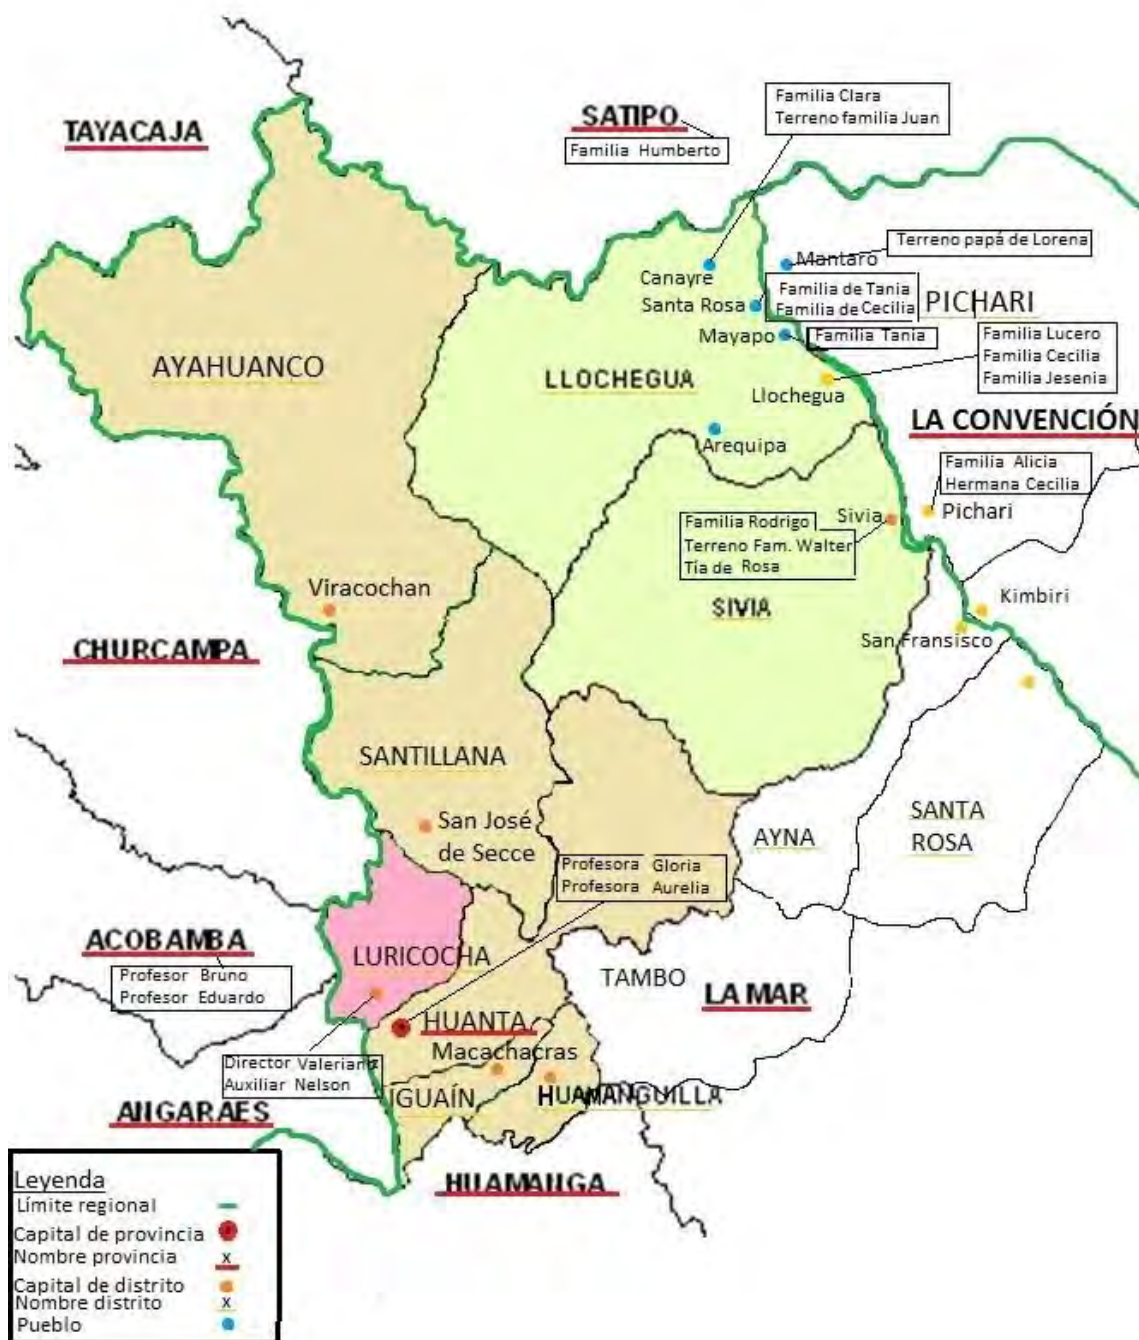 TAYACAJA
SATIPO
Familia Humberto
Familia Clara
Terreno familia Juan
Terreno papá de Lorena
Mantaro
Canayre
Santa Rosa
Familia de Tania
Familia de Cecilia
PICHARI
Mayapo
Familia Tania
Familia Lucero
Familia Cecilia
Familia Jesenia
AYAHUANCO
LLOCHEGUA
Llochegua
LA CONVENCIÓN
Arequipa
Familia Alicia
Hermana Cecilia
Pichari
Sivia
Familia Rodrigo
Terreno Fam. Walter
Tía de Rosa
SIVIA
Viracochan
Kimbiri
San Fransisco
CHURCAMPA
SANTILLANA
San José
de Secce
AYNA
SANTA
ROSA
Profesora Gloria
Profesora Aurelia
ACOBAMBA
Profesor Bruno
Profesor Eduardo
LURICOCHA
TAMBO
LA MAR
HUANTA
Macachacras
Director Valeriano
Auxiliar Nelson
IGUAÍN
HUAMANGUILLA
ANGARAES
HUAMANGA
Leyenda
Límite regional
Capital de provincia
Nombre provincia x
Capital de distrito
Nombre distrito x
Pueblo